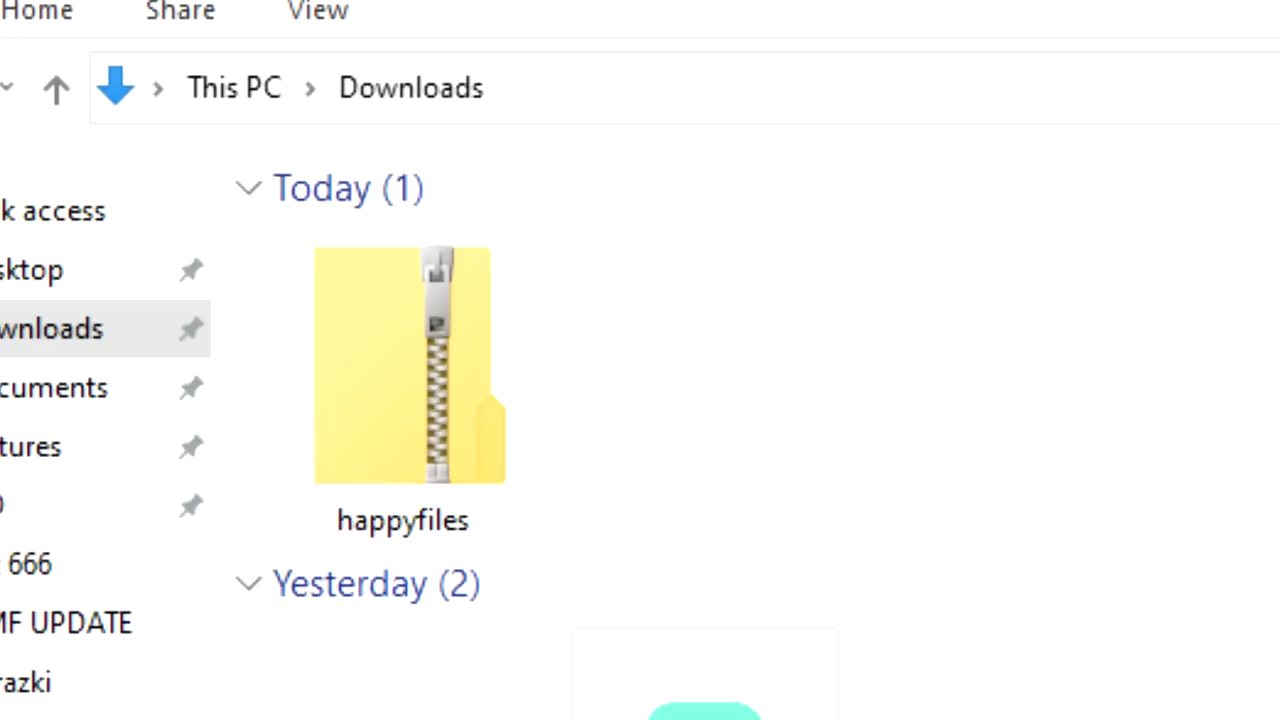 Home Share View
This PC > Downloads
Today (1)
k access
sktop
wnloads
cuments
tures
happyfiles
Yesterday (2)
666
MF UPDATE
razki